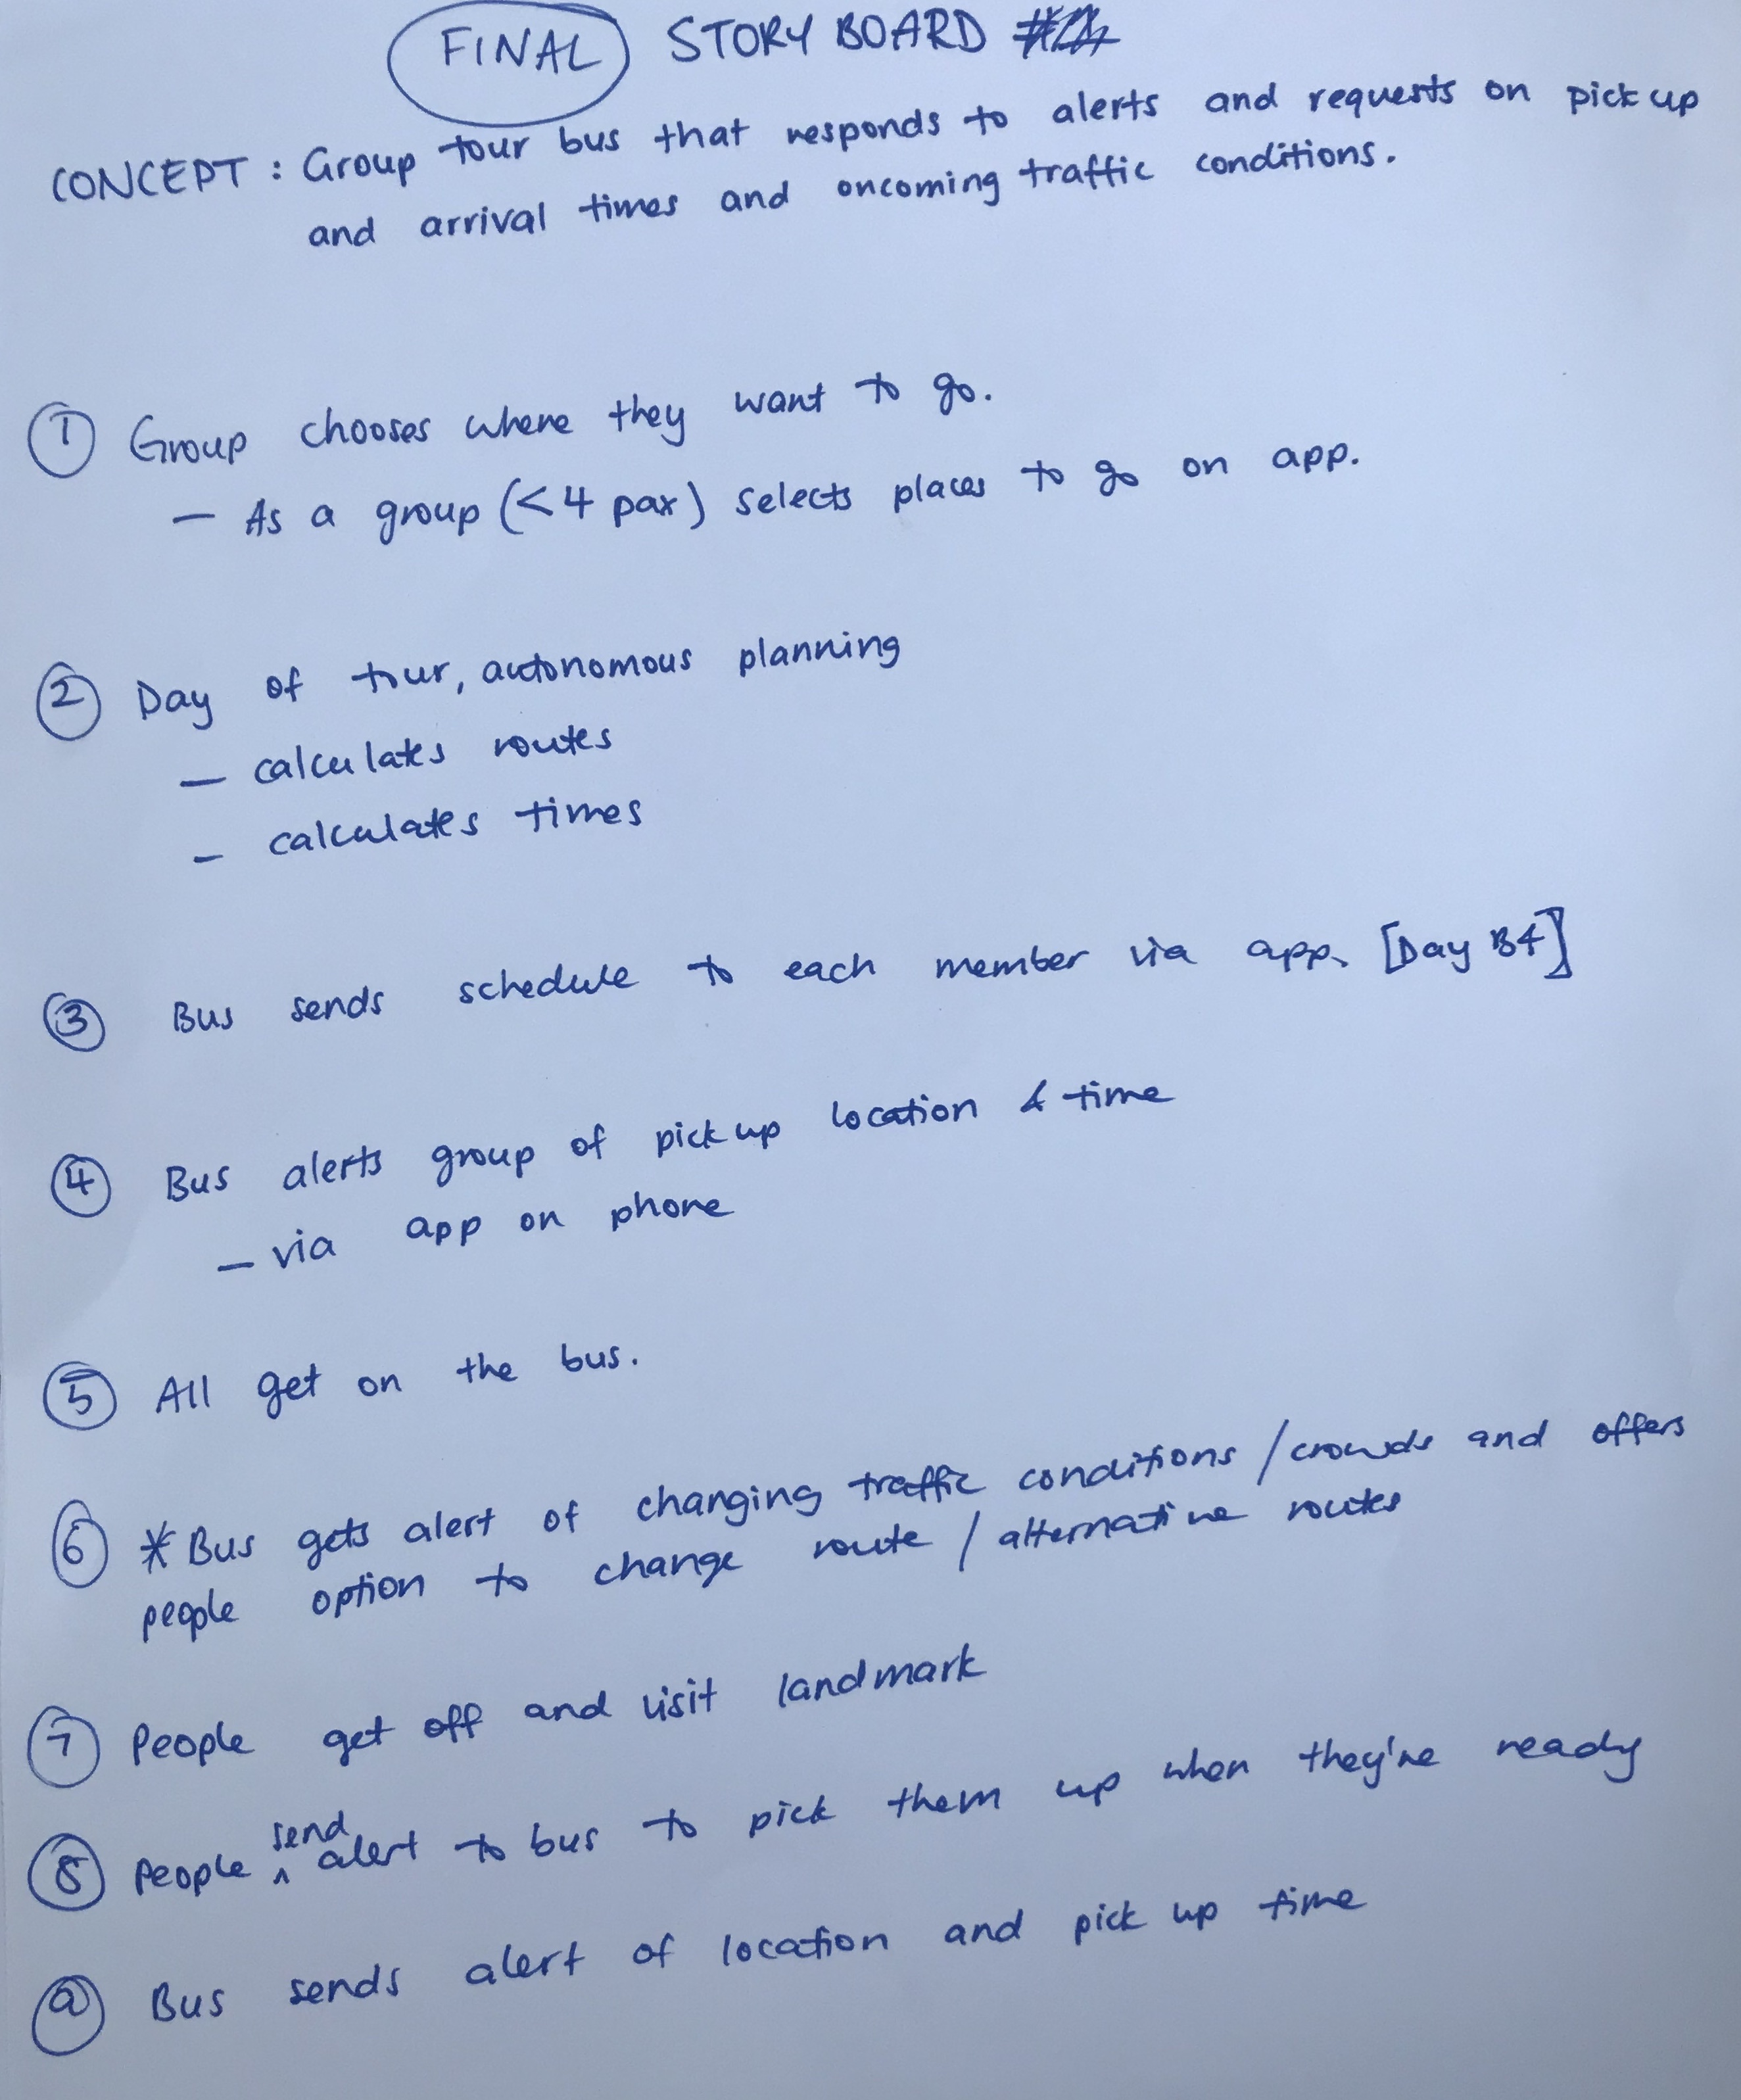 FINAL STORY BOARD
CONCEPT : Group tour bus that responds to alerts and requests on pick up
and arrival times and oncoming traffic conditions.
① Group chooses where they want to go.
— As a group (<4 pax) selects places to go on app.
② Day of tour, autonomous planning
— calculates routes
– calculates times
③ Bus sends schedule to each member via app. [Day B4]
④ Bus alerts group of pick up location & time
— via app on phone
⑤ All get on the bus.
⑥ *Bus gets alert of changing traffic conditions / crowds and offers
people option to change route / alternative routes
⑦ People get off and visit landmark
⑧ People send alert to bus to pick them up when they're ready
⑨ Bus sends alert of location and pick up time